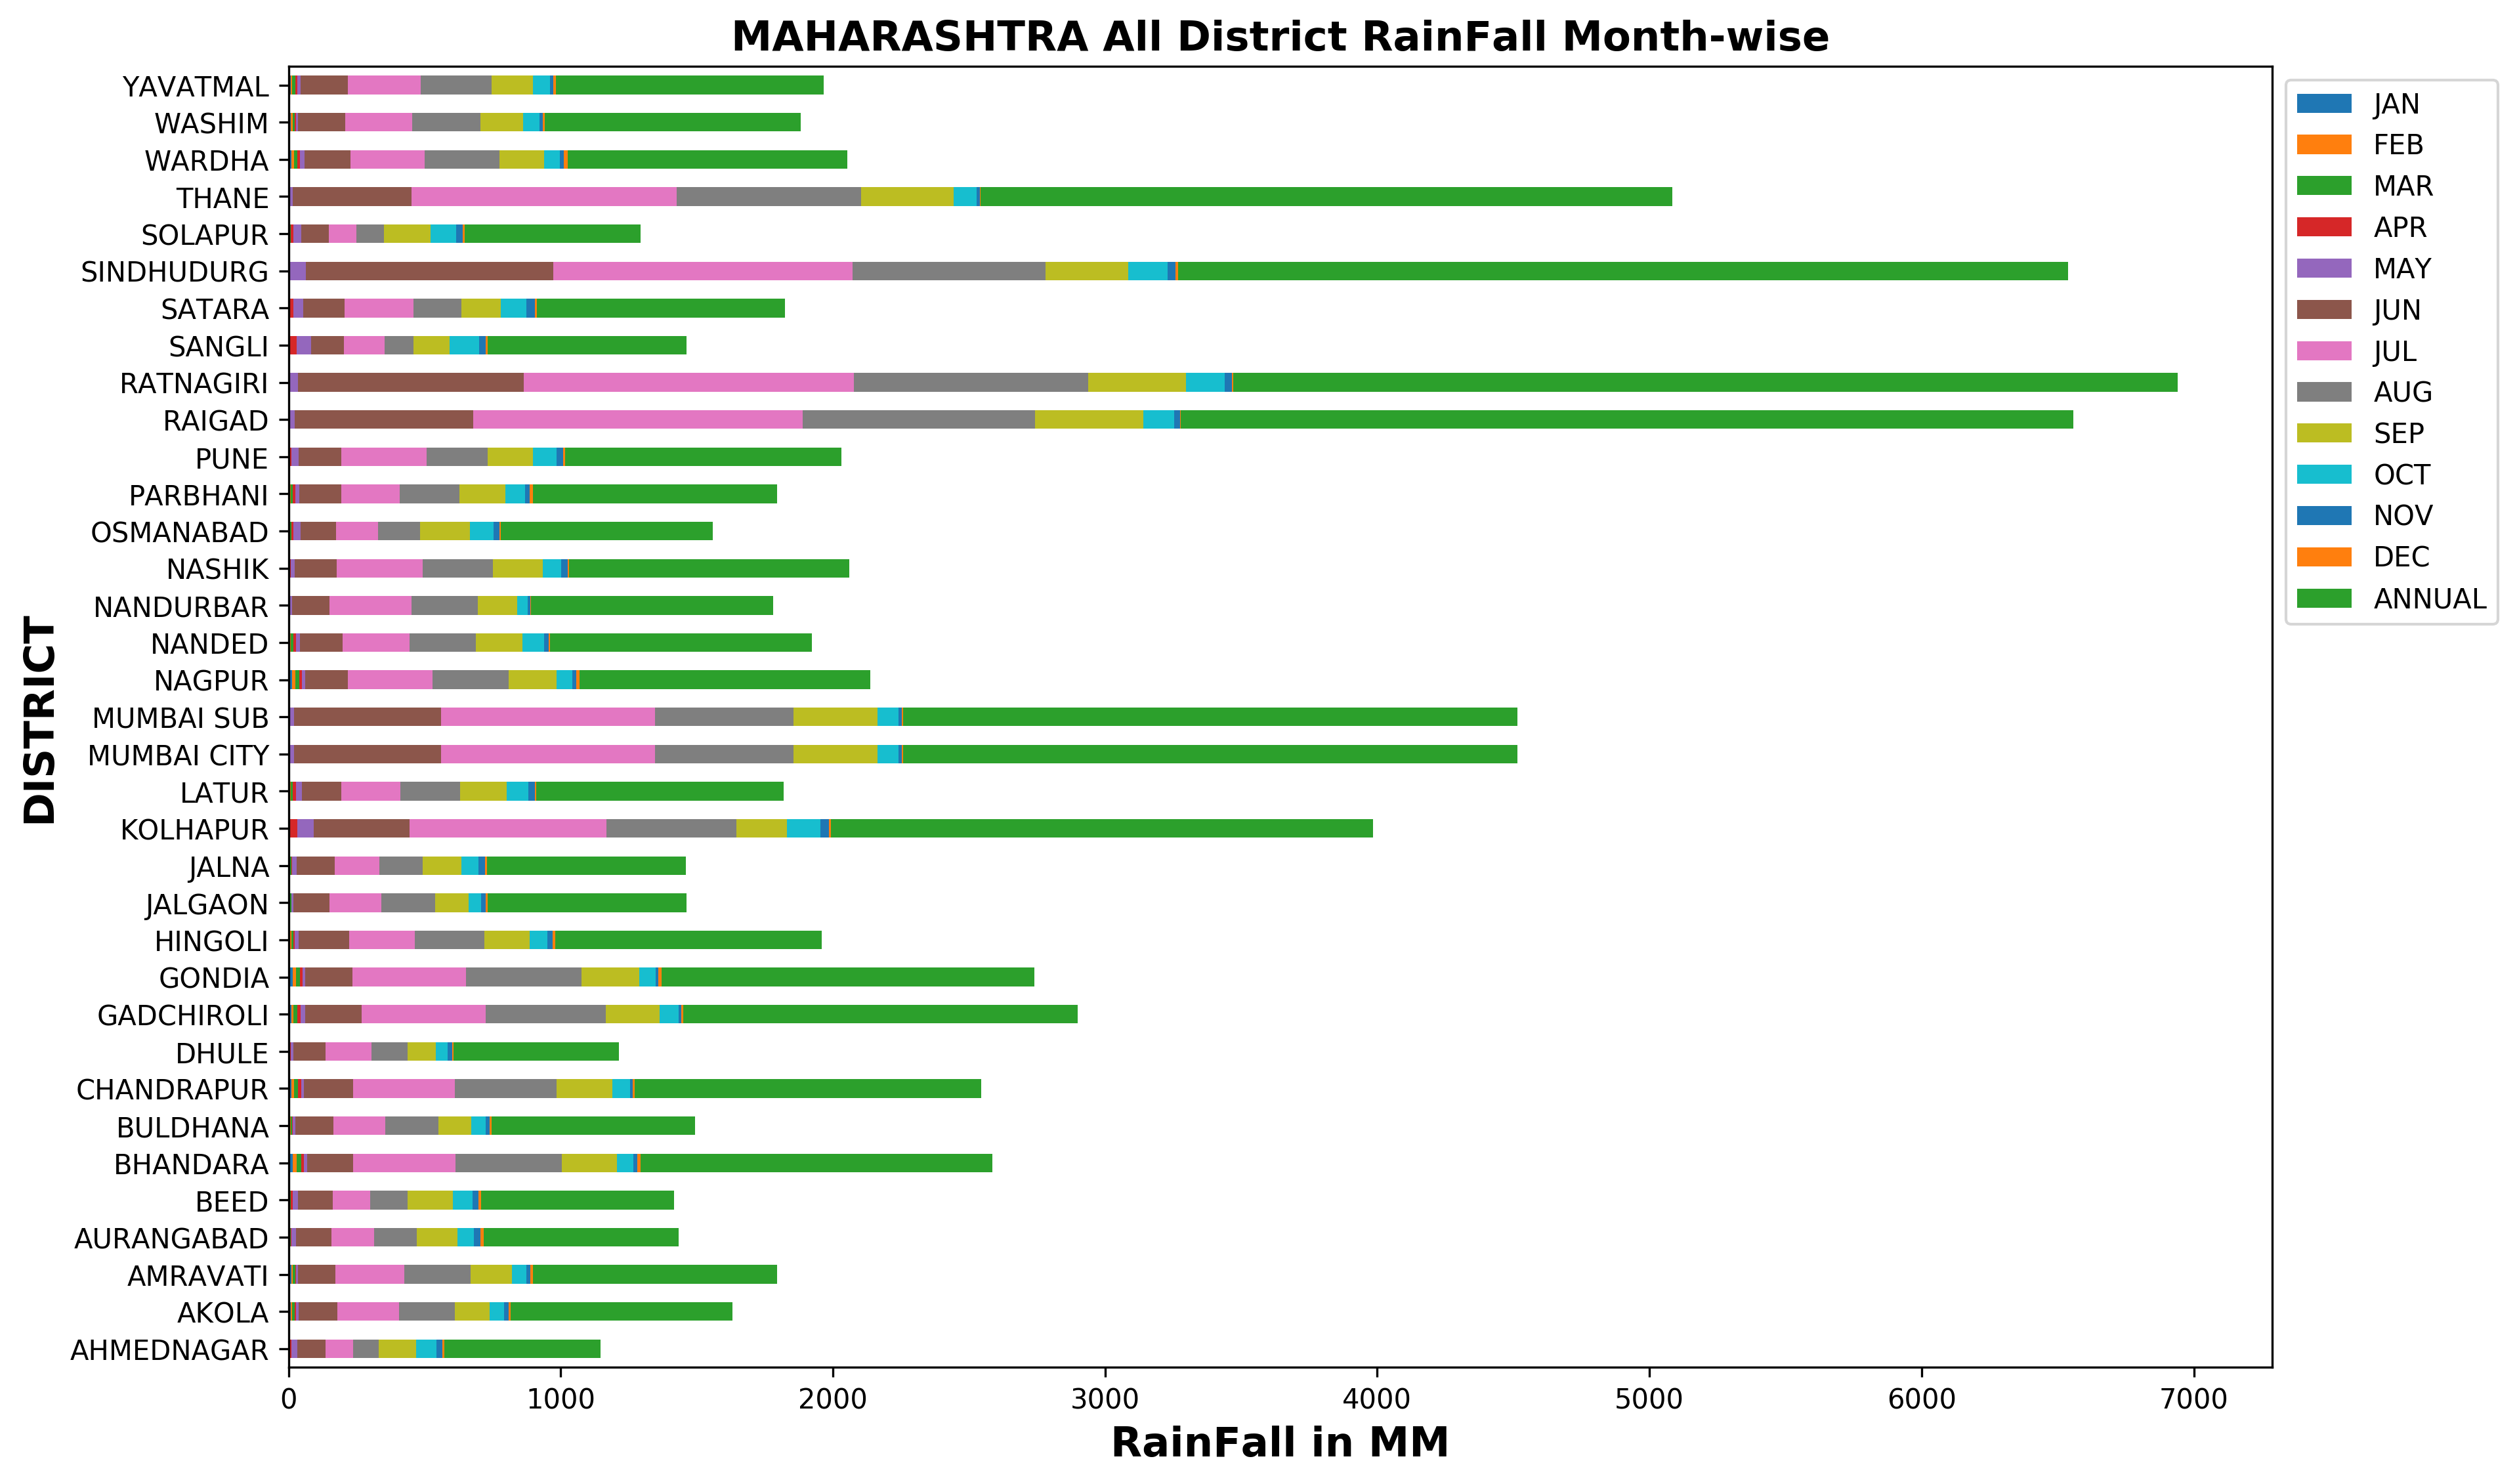 MAHARASHTRA All District RainFall Month-wise
YAVATMAL
WASHIM
WARDHA
THANE
SOLAPUR
SINDHUDURG
SATARA
SANGLI
RATNAGIRI
RAIGAD
PUNE
PARBHANI
OSMANABAD
NASHIK
NANDURBAR
NANDED
NAGPUR
MUMBAI SUB
MUMBAI CITY
LATUR
KOLHAPUR
JALNA
JALGAON
HINGOLI
GONDIA
GADCHIROLI
DHULE
CHANDRAPUR
BULDHANA
BHANDARA
BEED
AURANGABAD
AMRAVATI
AKOLA
AHMEDNAGAR
DISTRICT
0 1000 2000 3000 4000 5000 6000 7000
RainFall in MM
JAN
FEB
MAR
APR
MAY
JUN
JUL
AUG
SEP
OCT
NOV
DEC
ANNUAL